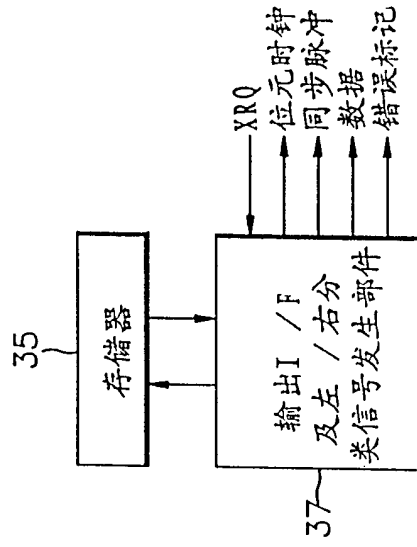 35
存储器
输出I/F
及左/右分
类信号发生部件
37
XRQ
位元时钟
同步脉冲
数据
错误标记